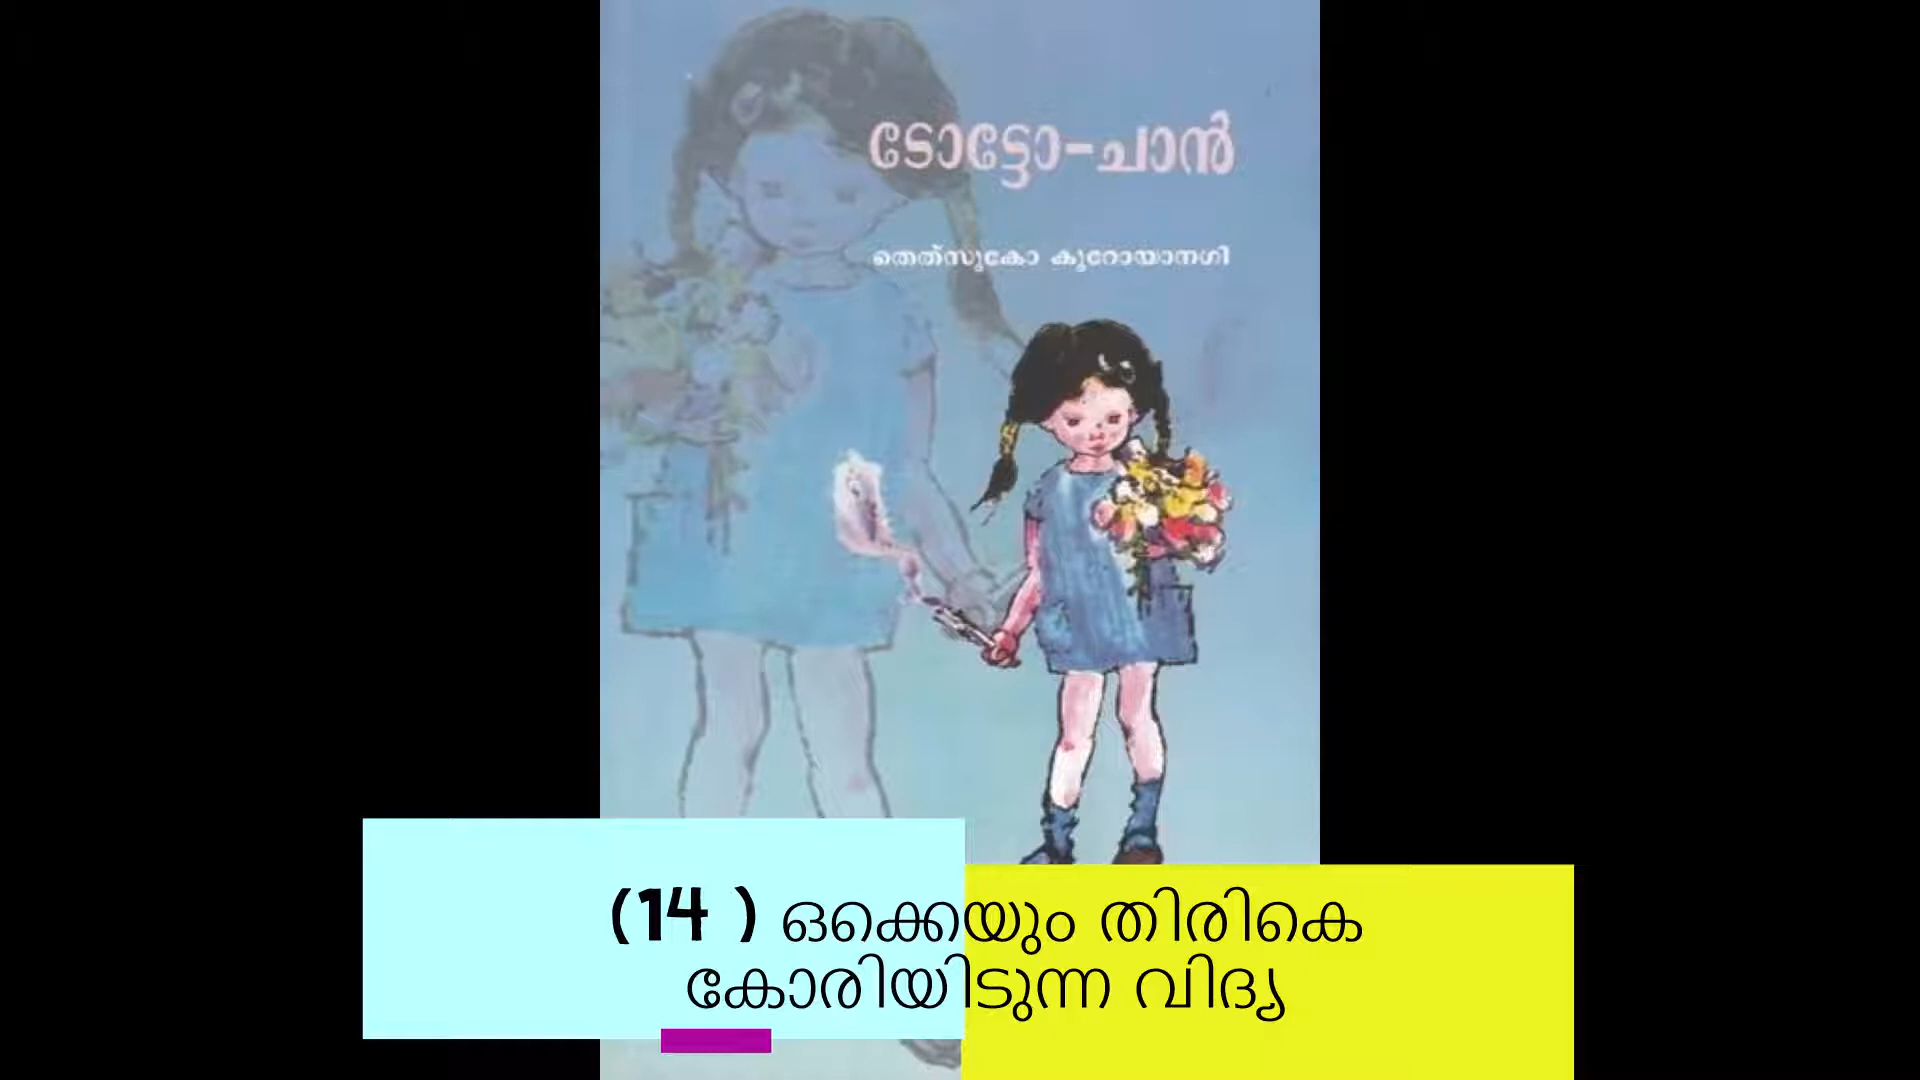 ടോട്ടോ-ചാൻ
തെത്സുകോ കുറോയാനഗി
(14 ) ഒക്കെയും തിരികെ
കോരിയിടുന്ന വിദ്യ